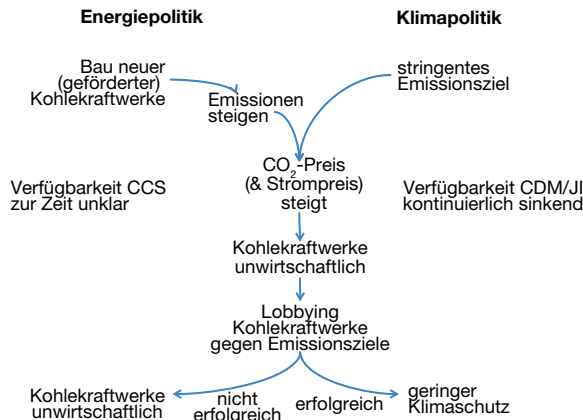 Energiepolitik
Klimapolitik
Bau neuer
(geförderter)
Kohlekraftwerke
Emissionen
steigen
stringentes
Emissionsziel
CO₂-Preis
(& Strompreis)
steigt
Verfügbarkeit CCS
zur Zeit unklar
Verfügbarkeit CDM/JI
kontinuierlich sinkend
Kohlekraftwerke
unwirtschaftlich
Lobbying
Kohlekraftwerke
gegen Emissionsziele
Kohlekraftwerke
unwirtschaftlich
nicht
erfolgreich
erfolgreich
geringer
Klimaschutz